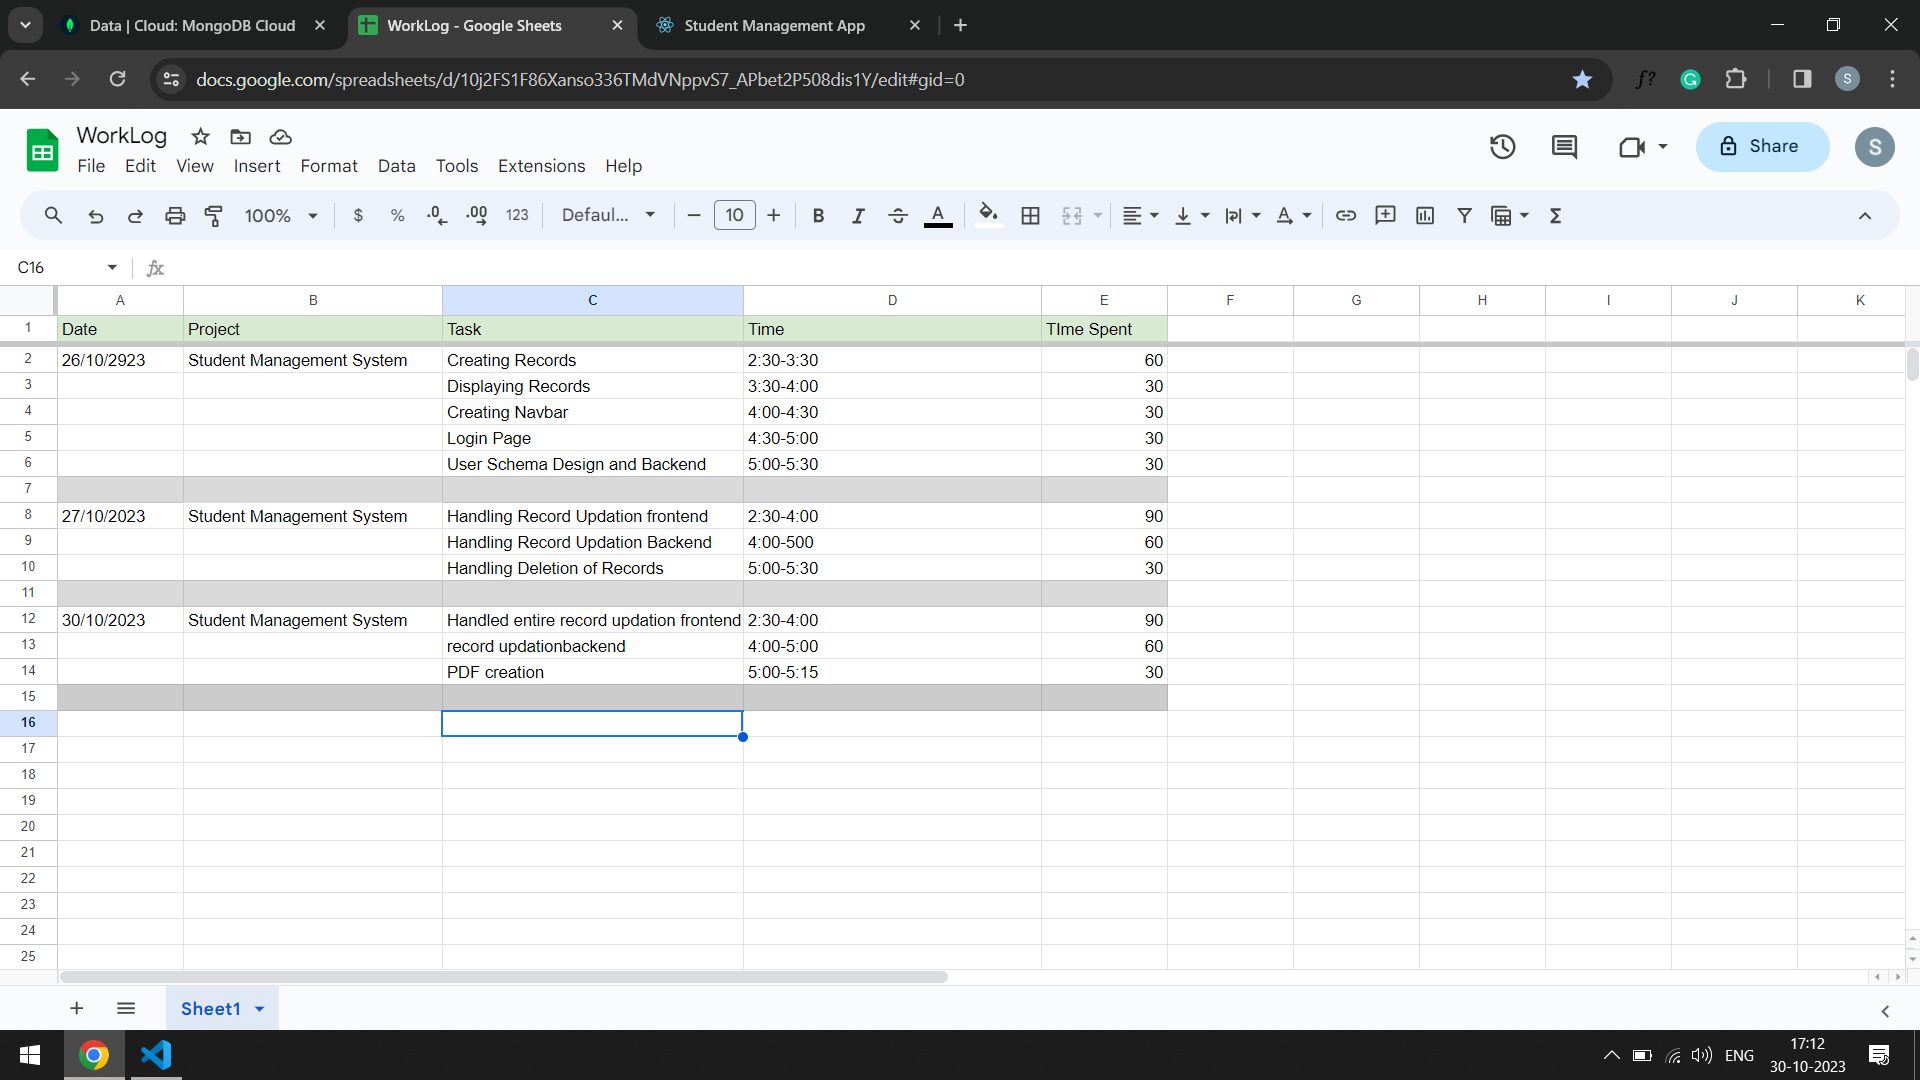 Data | Cloud: MongoDB Cloud
WorkLog - Google Sheets
Student Management App
docs.google.com/spreadsheets/d/10j2FS1F86Xanso336TMdVNppvS7_APbet2P508dis1Y/edit#gid=0
f?
G
S
WorkLog
File Edit View Insert Format Data Tools Extensions Help
Share
S
100% $ % .0 .00 123 Defaul... 10 B I S A Σ
C16
fx
A B C D E F G H I J K
1 Date Project Task Time TIme Spent
2 26/10/2923 Student Management System Creating Records 2:30-3:30 60
3 Displaying Records 3:30-4:00 30
4 Creating Navbar 4:00-4:30 30
5 Login Page 4:30-5:00 30
6 User Schema Design and Backend 5:00-5:30 30
7
8 27/10/2023 Student Management System Handling Record Updation frontend 2:30-4:00 90
9 Handling Record Updation Backend 4:00-500 60
10 Handling Deletion of Records 5:00-5:30 30
11
12 30/10/2023 Student Management System Handled entire record updation frontend 2:30-4:00 90
13 record updationbackend 4:00-5:00 60
14 PDF creation 5:00-5:15 30
15
16
17
18
19
20
21
22
23
24
25
Sheet1
ENG
17:12
30-10-2023